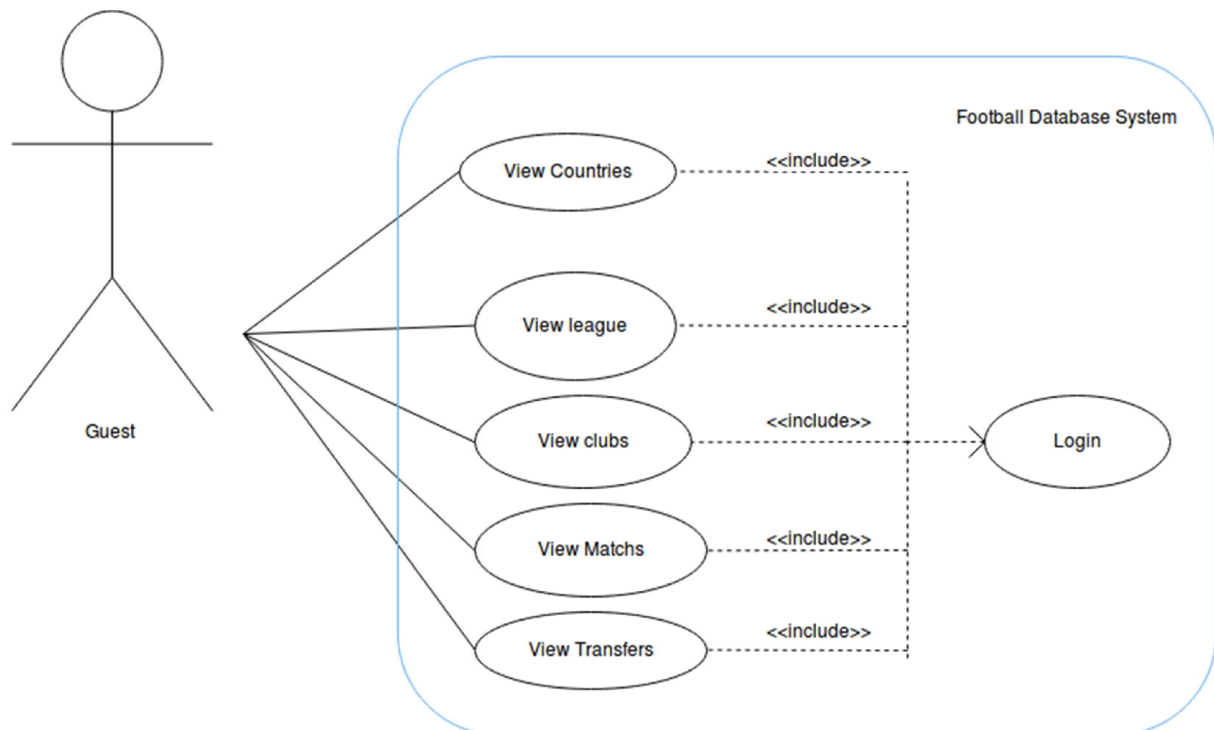 Football Database System
View Countries
<<include>>
View league
<<include>>
View clubs
<<include>>
Login
Guest
View Matchs
<<include>>
View Transfers
<<include>>